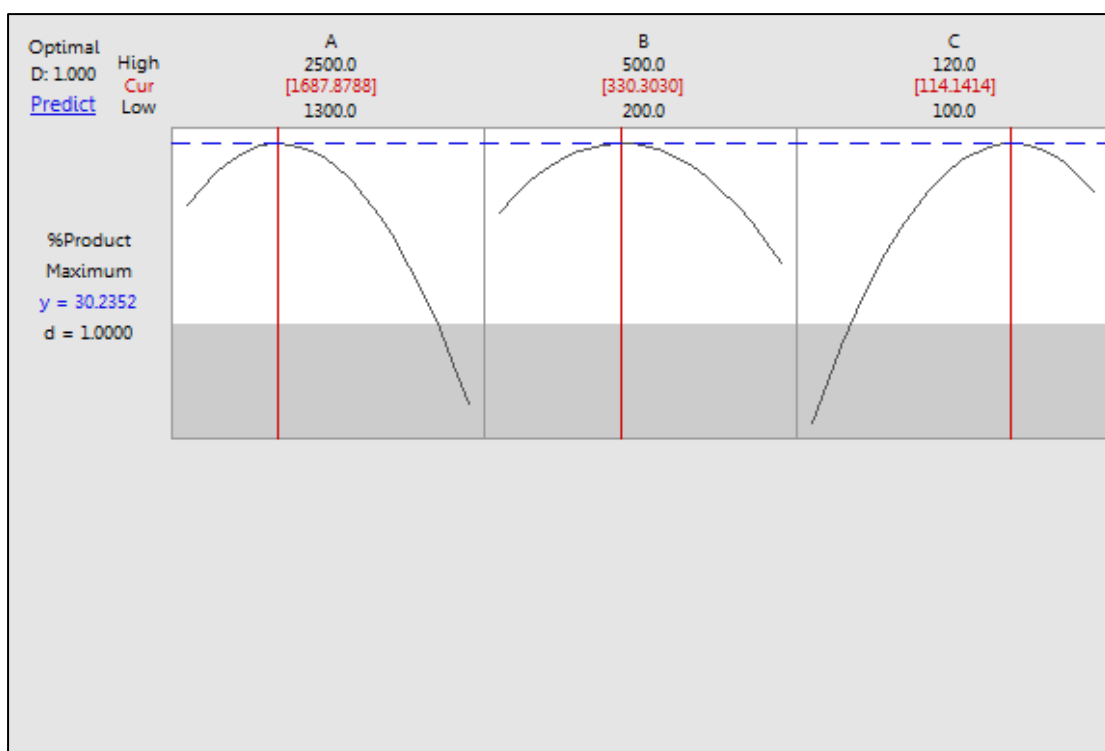 Optimal
D: 1.000
Predict
High
Cur
Low
A
2500.0
[1687.8788]
1300.0
B
500.0
[330.3030]
200.0
C
120.0
[114.1414]
100.0
%Product
Maximum
y = 30.2352
d = 1.0000